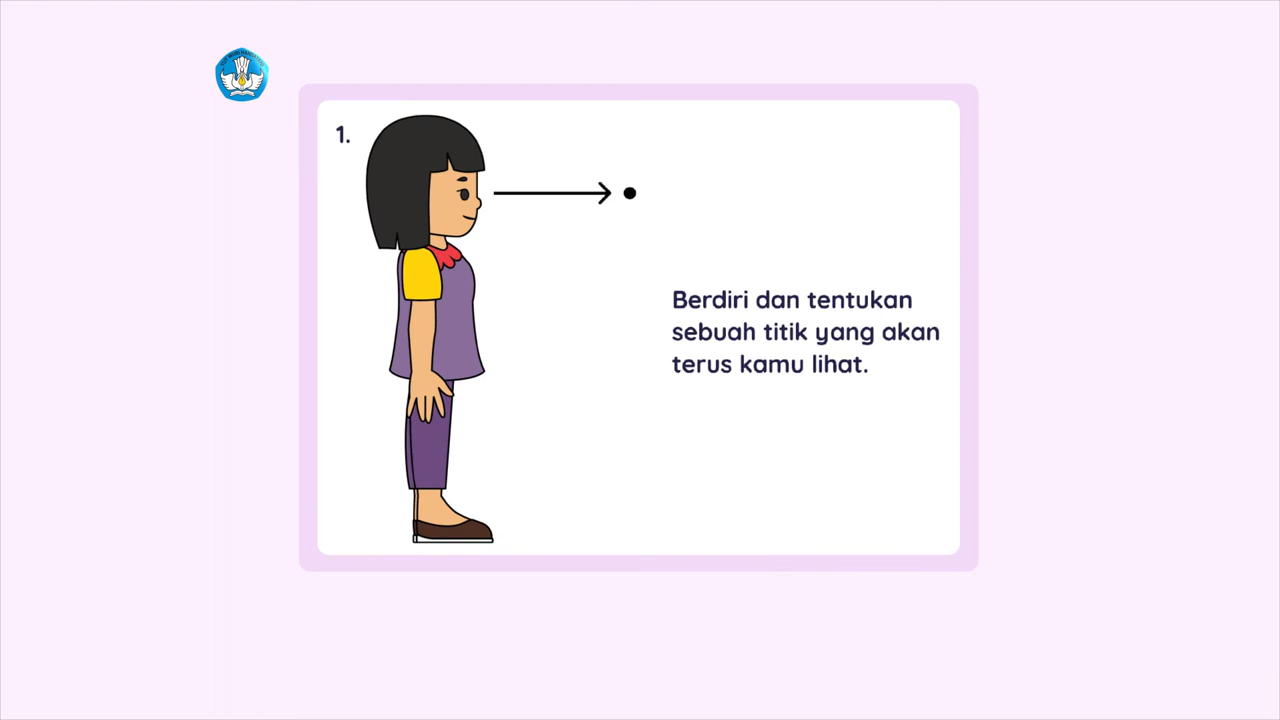 1.
Berdiri dan tentukan
sebuah titik yang akan
terus kamu lihat.